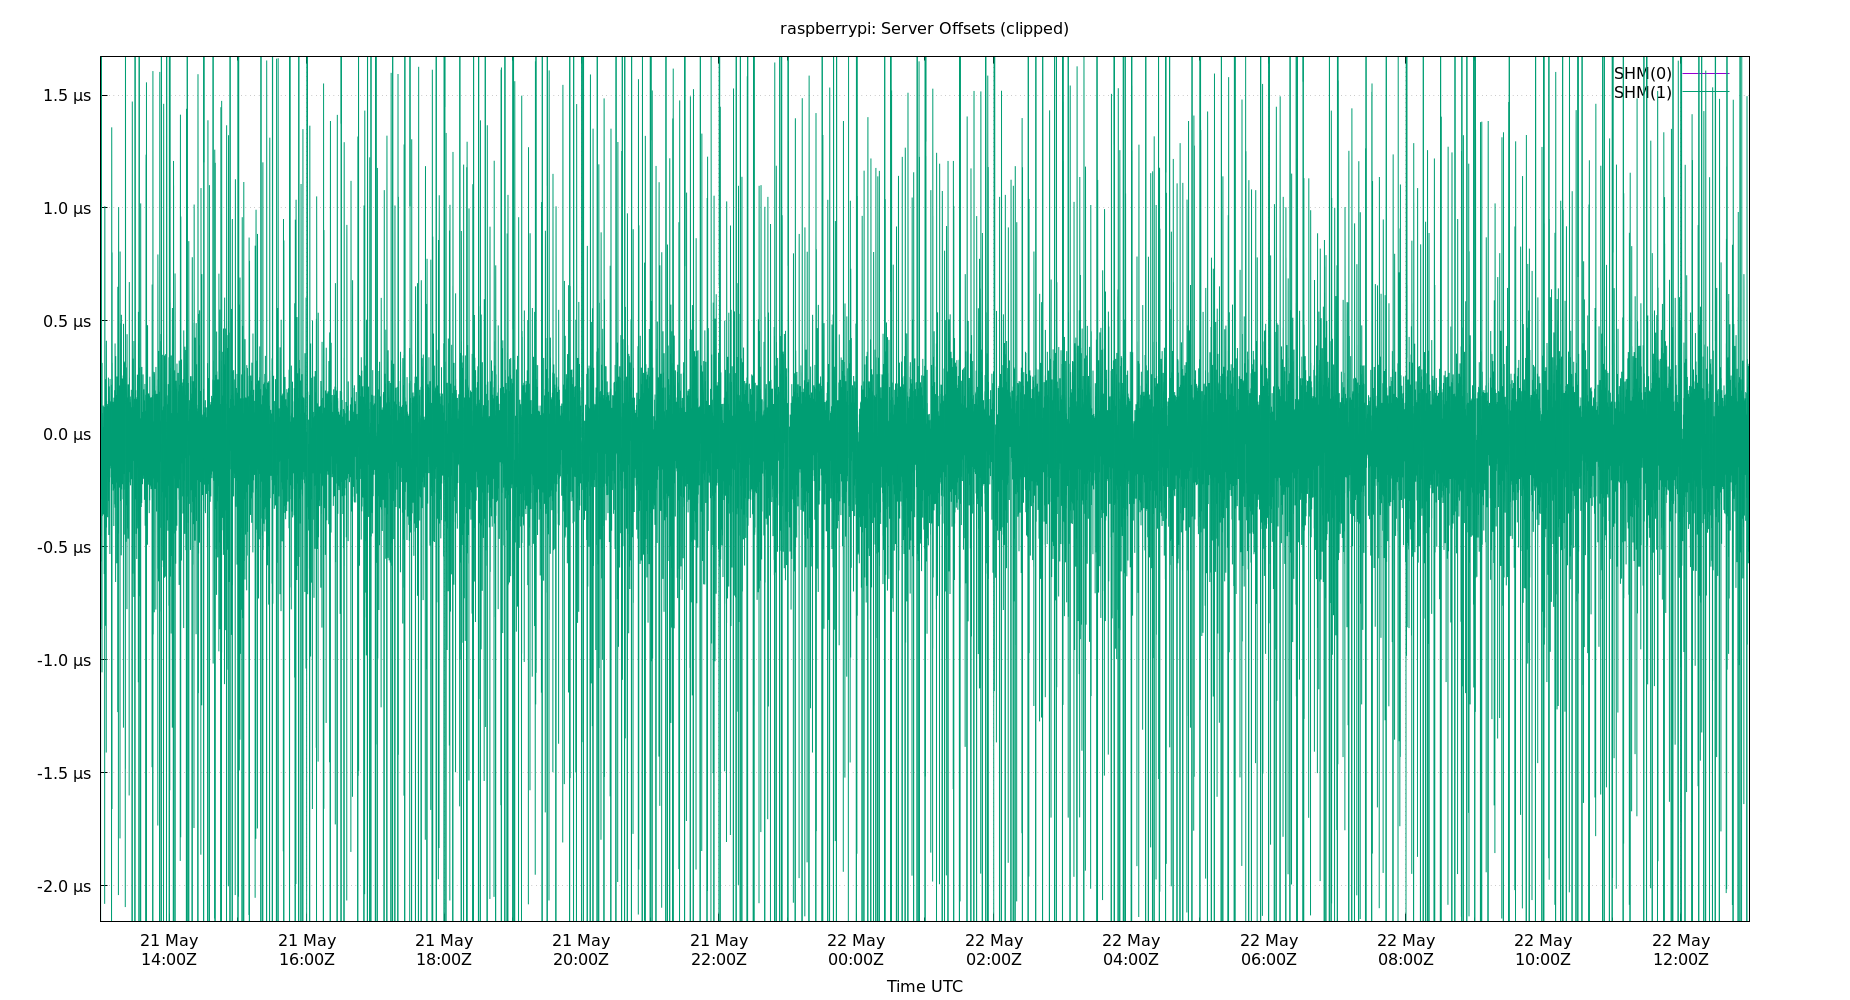 raspberrypi: Server Offsets (clipped)
SHM(0)
SHM(1)
1.5 µs
1.0 µs
0.5 µs
0.0 µs
-0.5 µs
-1.0 µs
-1.5 µs
-2.0 µs
21 May 21 May 21 May 21 May 21 May 22 May 22 May 22 May 22 May 22 May 22 May 22 May
14:00Z 16:00Z 18:00Z 20:00Z 22:00Z 00:00Z 02:00Z 04:00Z 06:00Z 08:00Z 10:00Z 12:00Z
Time UTC